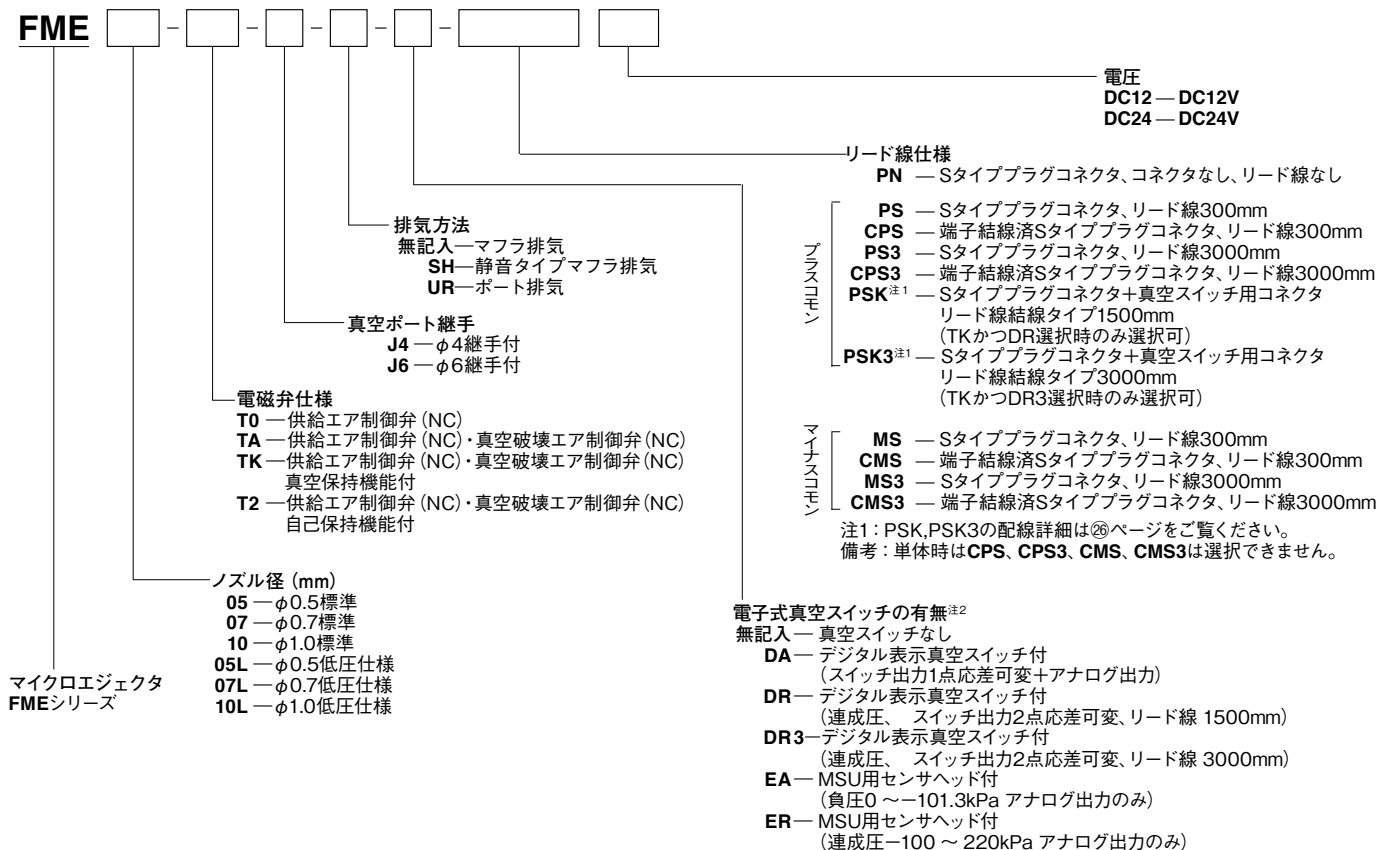 FME □ - □ - □ - □ - □ - □ □
電圧
DC12 — DC12V
DC24 — DC24V
リード線仕様
PN — Sタイププラグコネクタ、コネクタなし、リード線なし
プラスコモン
PS — Sタイププラグコネクタ、リード線300mm
CPS — 端子結線済Sタイププラグコネクタ、リード線300mm
PS3 — Sタイププラグコネクタ、リード線3000mm
CPS3 — 端子結線済Sタイププラグコネクタ、リード線3000mm
PSK注1 — Sタイププラグコネクタ+真空スイッチ用コネクタ
リード線結線タイプ1500mm
(TKかつDR選択時のみ選択可)
PSK3注1 — Sタイププラグコネクタ+真空スイッチ用コネクタ
リード線結線タイプ3000mm
(TKかつDR3選択時のみ選択可)
マイナスコモン
MS — Sタイププラグコネクタ、リード線300mm
CMS — 端子結線済Sタイププラグコネクタ、リード線300mm
MS3 — Sタイププラグコネクタ、リード線3000mm
CMS3 — 端子結線済Sタイププラグコネクタ、リード線3000mm
注1:PSK,PSK3の配線詳細は㉖ページをご覧ください。
備考:単体時はCPS、CPS3、CMS、CMS3は選択できません。
排気方法
無記入—マフラ排気
SH—静音タイプマフラ排気
UR—ポート排気
真空ポート継手
J4 —φ4継手付
J6 —φ6継手付
電磁弁仕様
T0 —供給エア制御弁(NC)
TA —供給エア制御弁(NC)・真空破壊エア制御弁(NC)
TK —供給エア制御弁(NC)・真空破壊エア制御弁(NC)
真空保持機能付
T2 —供給エア制御弁(NC)・真空破壊エア制御弁(NC)
自己保持機能付
ノズル径(mm)
05 —φ0.5標準
07 —φ0.7標準
10 —φ1.0標準
05L —φ0.5低圧仕様
07L —φ0.7低圧仕様
10L —φ1.0低圧仕様
マイクロエジェクタ
FMEシリーズ
電子式真空スイッチの有無注2
無記入— 真空スイッチなし
DA— デジタル表示真空スイッチ付
(スイッチ出力1点応差可変+アナログ出力)
DR— デジタル表示真空スイッチ付
(連成圧、 スイッチ出力2点応差可変、リード線 1500mm)
DR3—デジタル表示真空スイッチ付
(連成圧、 スイッチ出力2点応差可変、リード線 3000mm)
EA— MSU用センサヘッド付
(負圧0 ~−101.3kPa アナログ出力のみ)
ER— MSU用センサヘッド付
(連成圧−100 ~ 220kPa アナログ出力のみ)